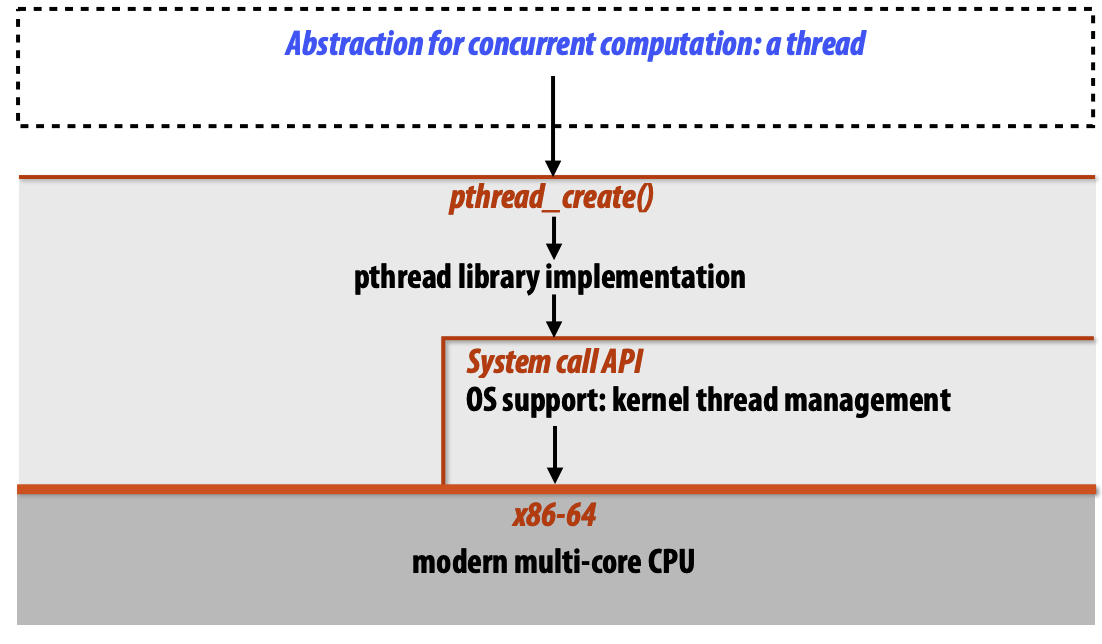 Abstraction for concurrent computation: a thread
pthread_create()
pthread library implementation
System call API
OS support: kernel thread management
x86-64
modern multi-core CPU